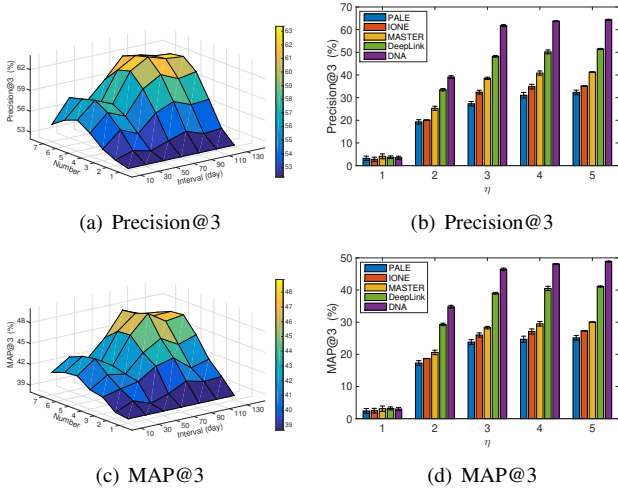 62
59
56
53
Precision@3 (%)
7
6
5
4
3
2
1
Number
10
30
50
70
90
110
130
Interval (day)
63
62
61
60
59
58
57
56
55
54
53
(a) Precision@3
70
60
50
40
30
20
10
0
Precision@3 (%)
PALE
IONE
MASTER
DeepLink
DNA
1 2 3 4 5
η
(b) Precision@3
48
45
42
39
MAP@3 (%)
7
6
5
4
3
2
1
Number
10
30
50
70
90
110
130
Interval (day)
48
47
46
45
44
43
42
41
40
39
(c) MAP@3
50
40
30
20
10
0
MAP@3 (%)
PALE
IONE
MASTER
DeepLink
DNA
1 2 3 4 5
η
(d) MAP@3